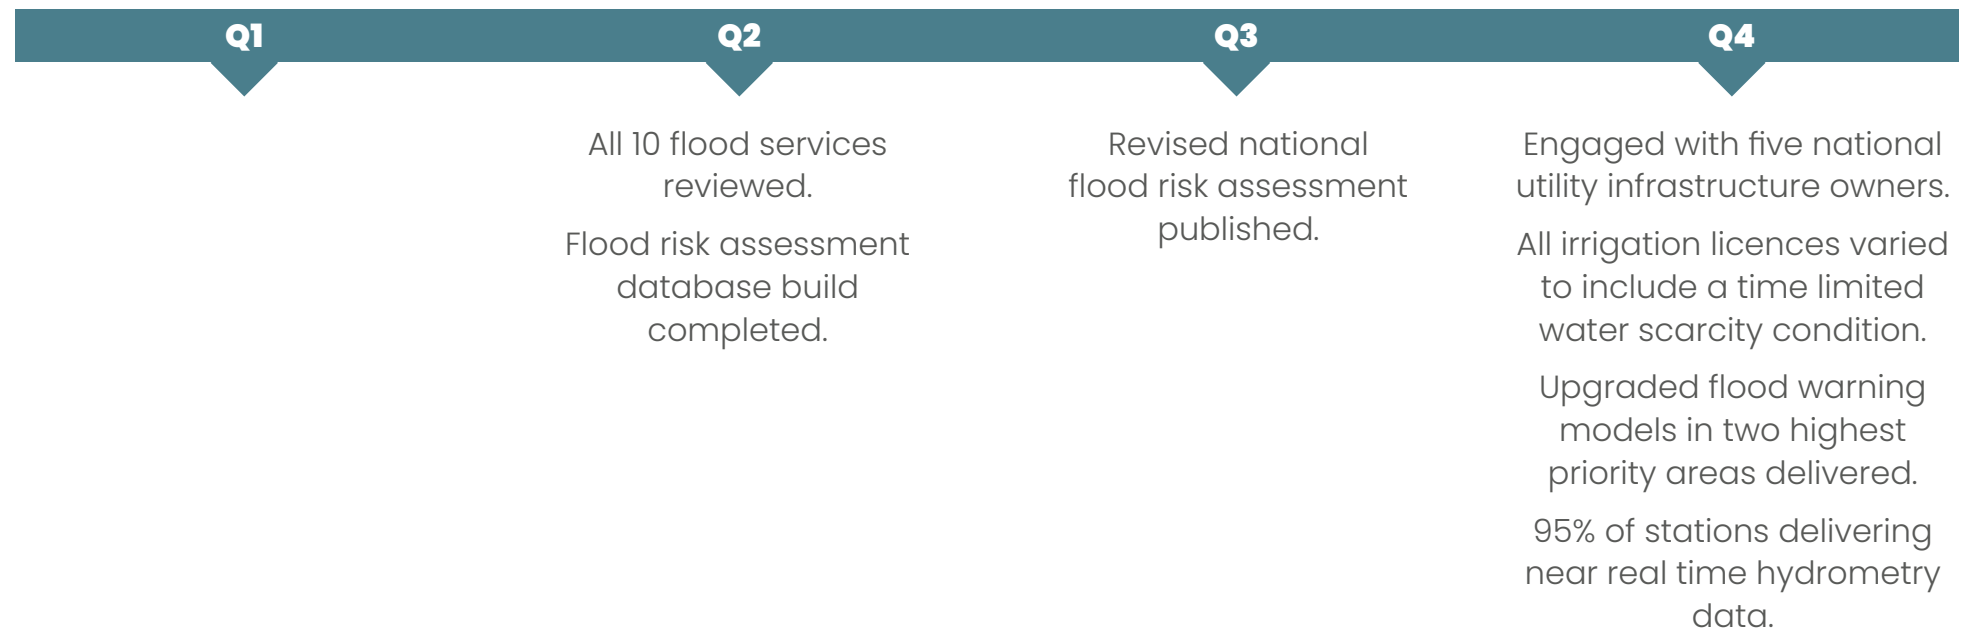 Q1
Q2
Q3
Q4
All 10 flood services
reviewed.
Flood risk assessment
database build
completed.
Revised national
flood risk assessment
published.
Engaged with five national
utility infrastructure owners.
All irrigation licences varied
to include a time limited
water scarcity condition.
Upgraded flood warning
models in two highest
priority areas delivered.
95% of stations delivering
near real time hydrometry
data.